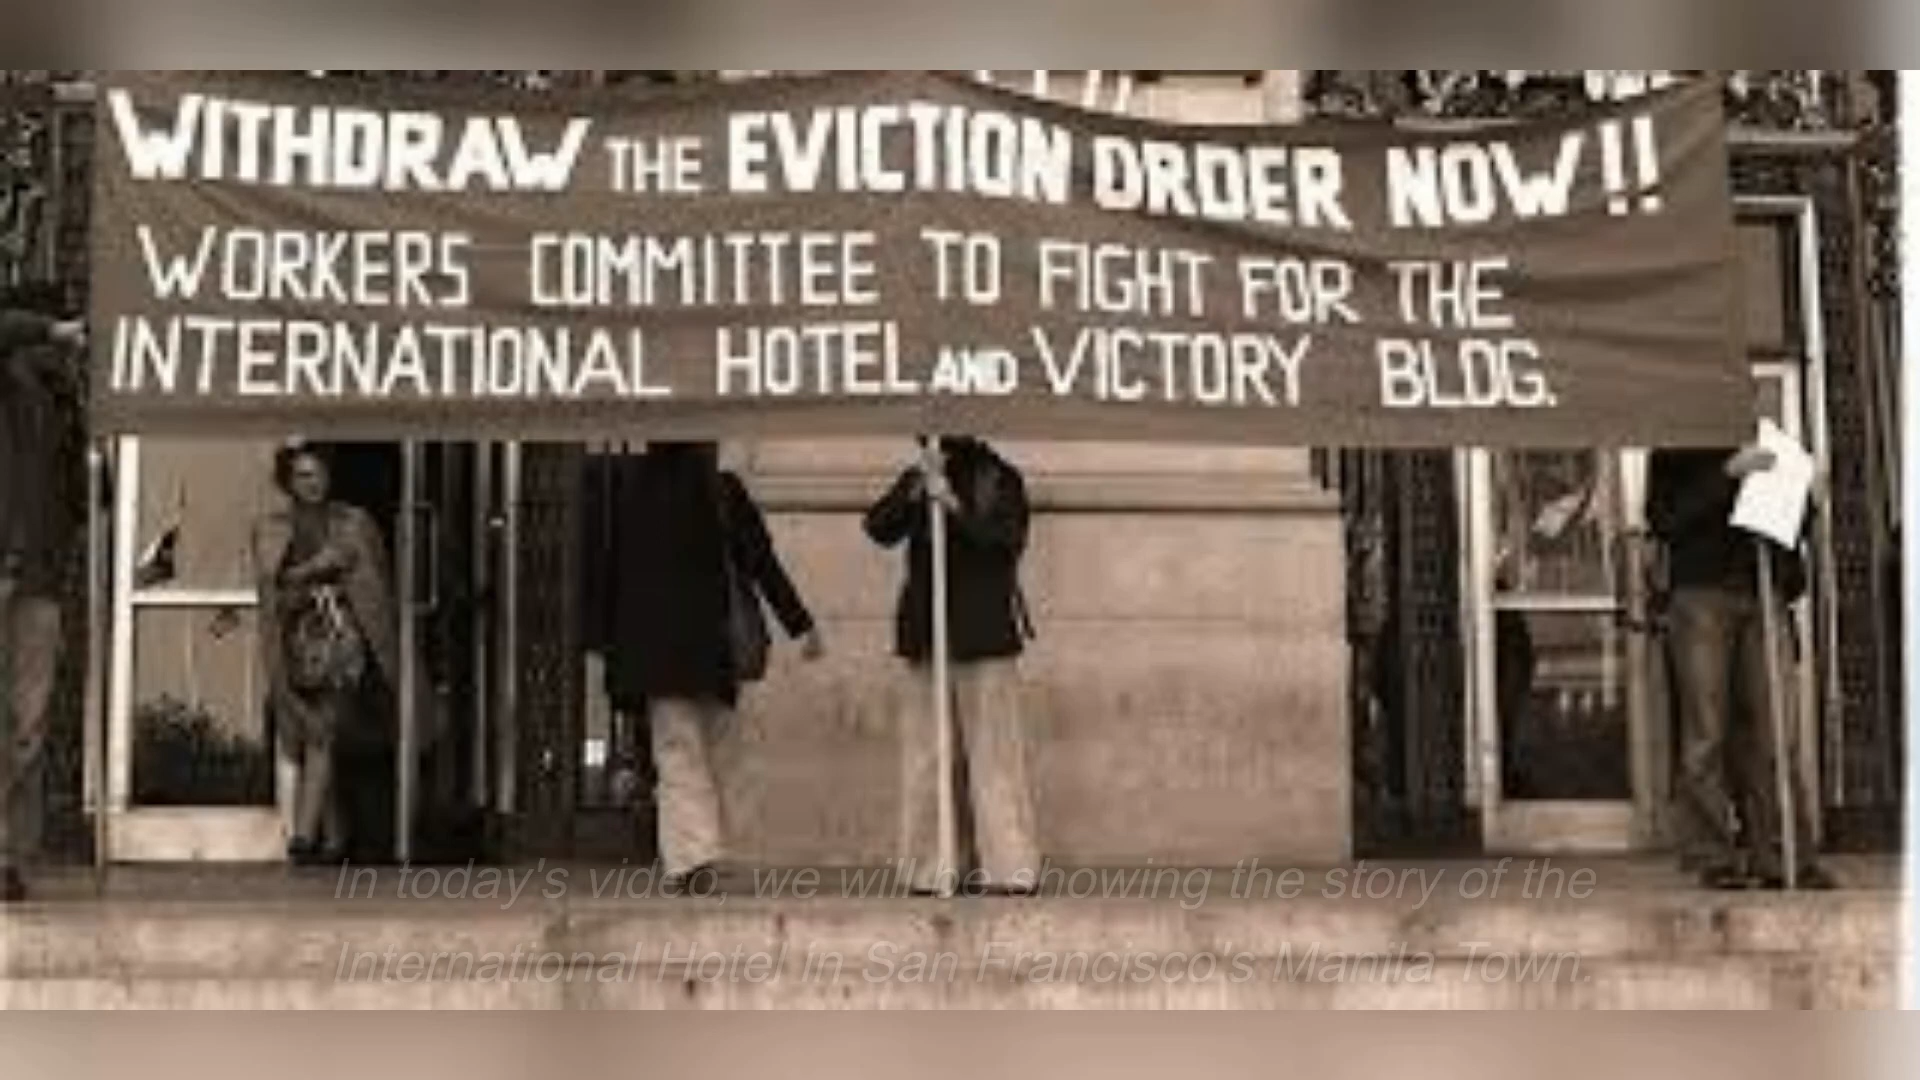 WITHDRAW THE EVICTION ORDER NOW!!
WORKERS COMMITTEE TO FIGHT FOR THE
INTERNATIONAL HOTEL AND VICTORY BLDG.
In today's video, we will be showing the story of the
International Hotel in San Francisco's Manila Town.